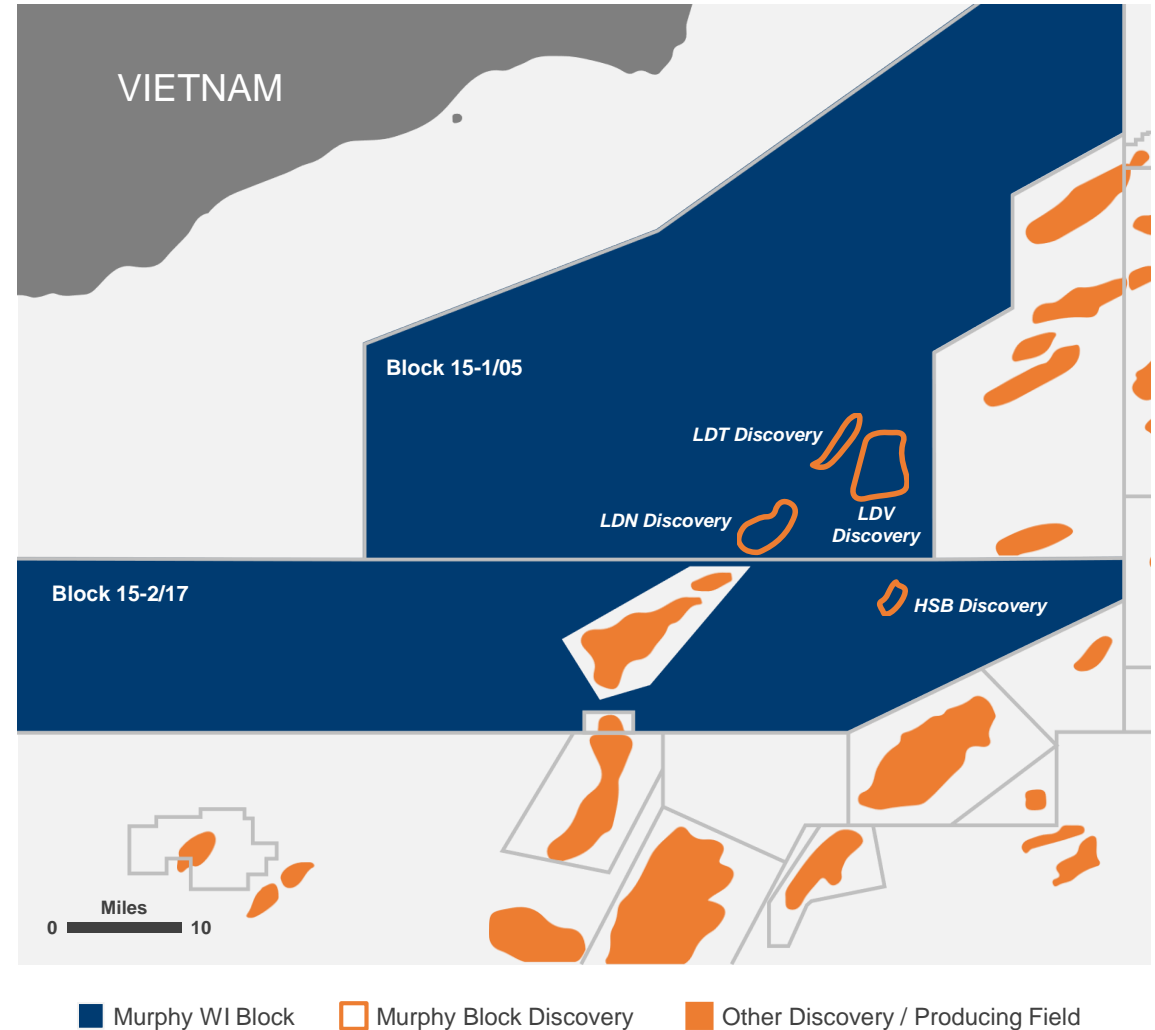 VIETNAM
Block 15-1/05
LDT Discovery
LDN Discovery
LDV
Discovery
Block 15-2/17
HSB Discovery
Miles
0 10
Murphy WI Block Murphy Block Discovery Other Discovery / Producing Field